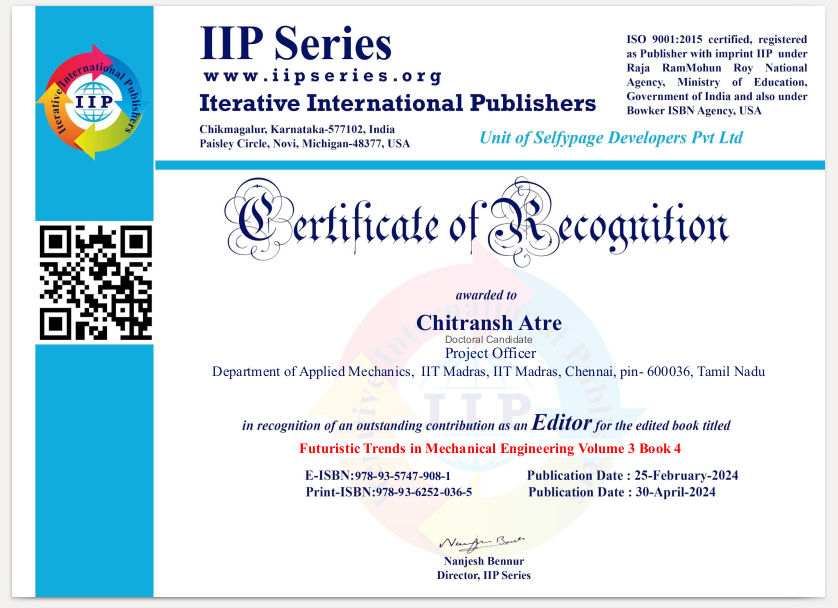 Iterative International Publishers
IIP
IIP Series
www.iipseries.org
Iterative International Publishers
Chikmagalur, Karnataka-577102, India
Paisley Circle, Novi, Michigan-48377, USA
ISO 9001:2015 certified, registered
as Publisher with imprint IIP under
Raja RamMohun Roy National
Agency, Ministry of Education,
Government of India and also under
Bowker ISBN Agency, USA
Unit of Selfypage Developers Pvt Ltd
Certificate of Recognition
awarded to
Chitransh Atre
Doctoral Candidate
Project Officer
Department of Applied Mechanics, IIT Madras, IIT Madras, Chennai, pin- 600036, Tamil Nadu
in recognition of an outstanding contribution as an Editor for the edited book titled
Futuristic Trends in Mechanical Engineering Volume 3 Book 4
E-ISBN:978-93-5747-908-1 Publication Date : 25-February-2024
Print-ISBN:978-93-6252-036-5 Publication Date : 30-April-2024
Nanjesh Bennur
Director, IIP Series